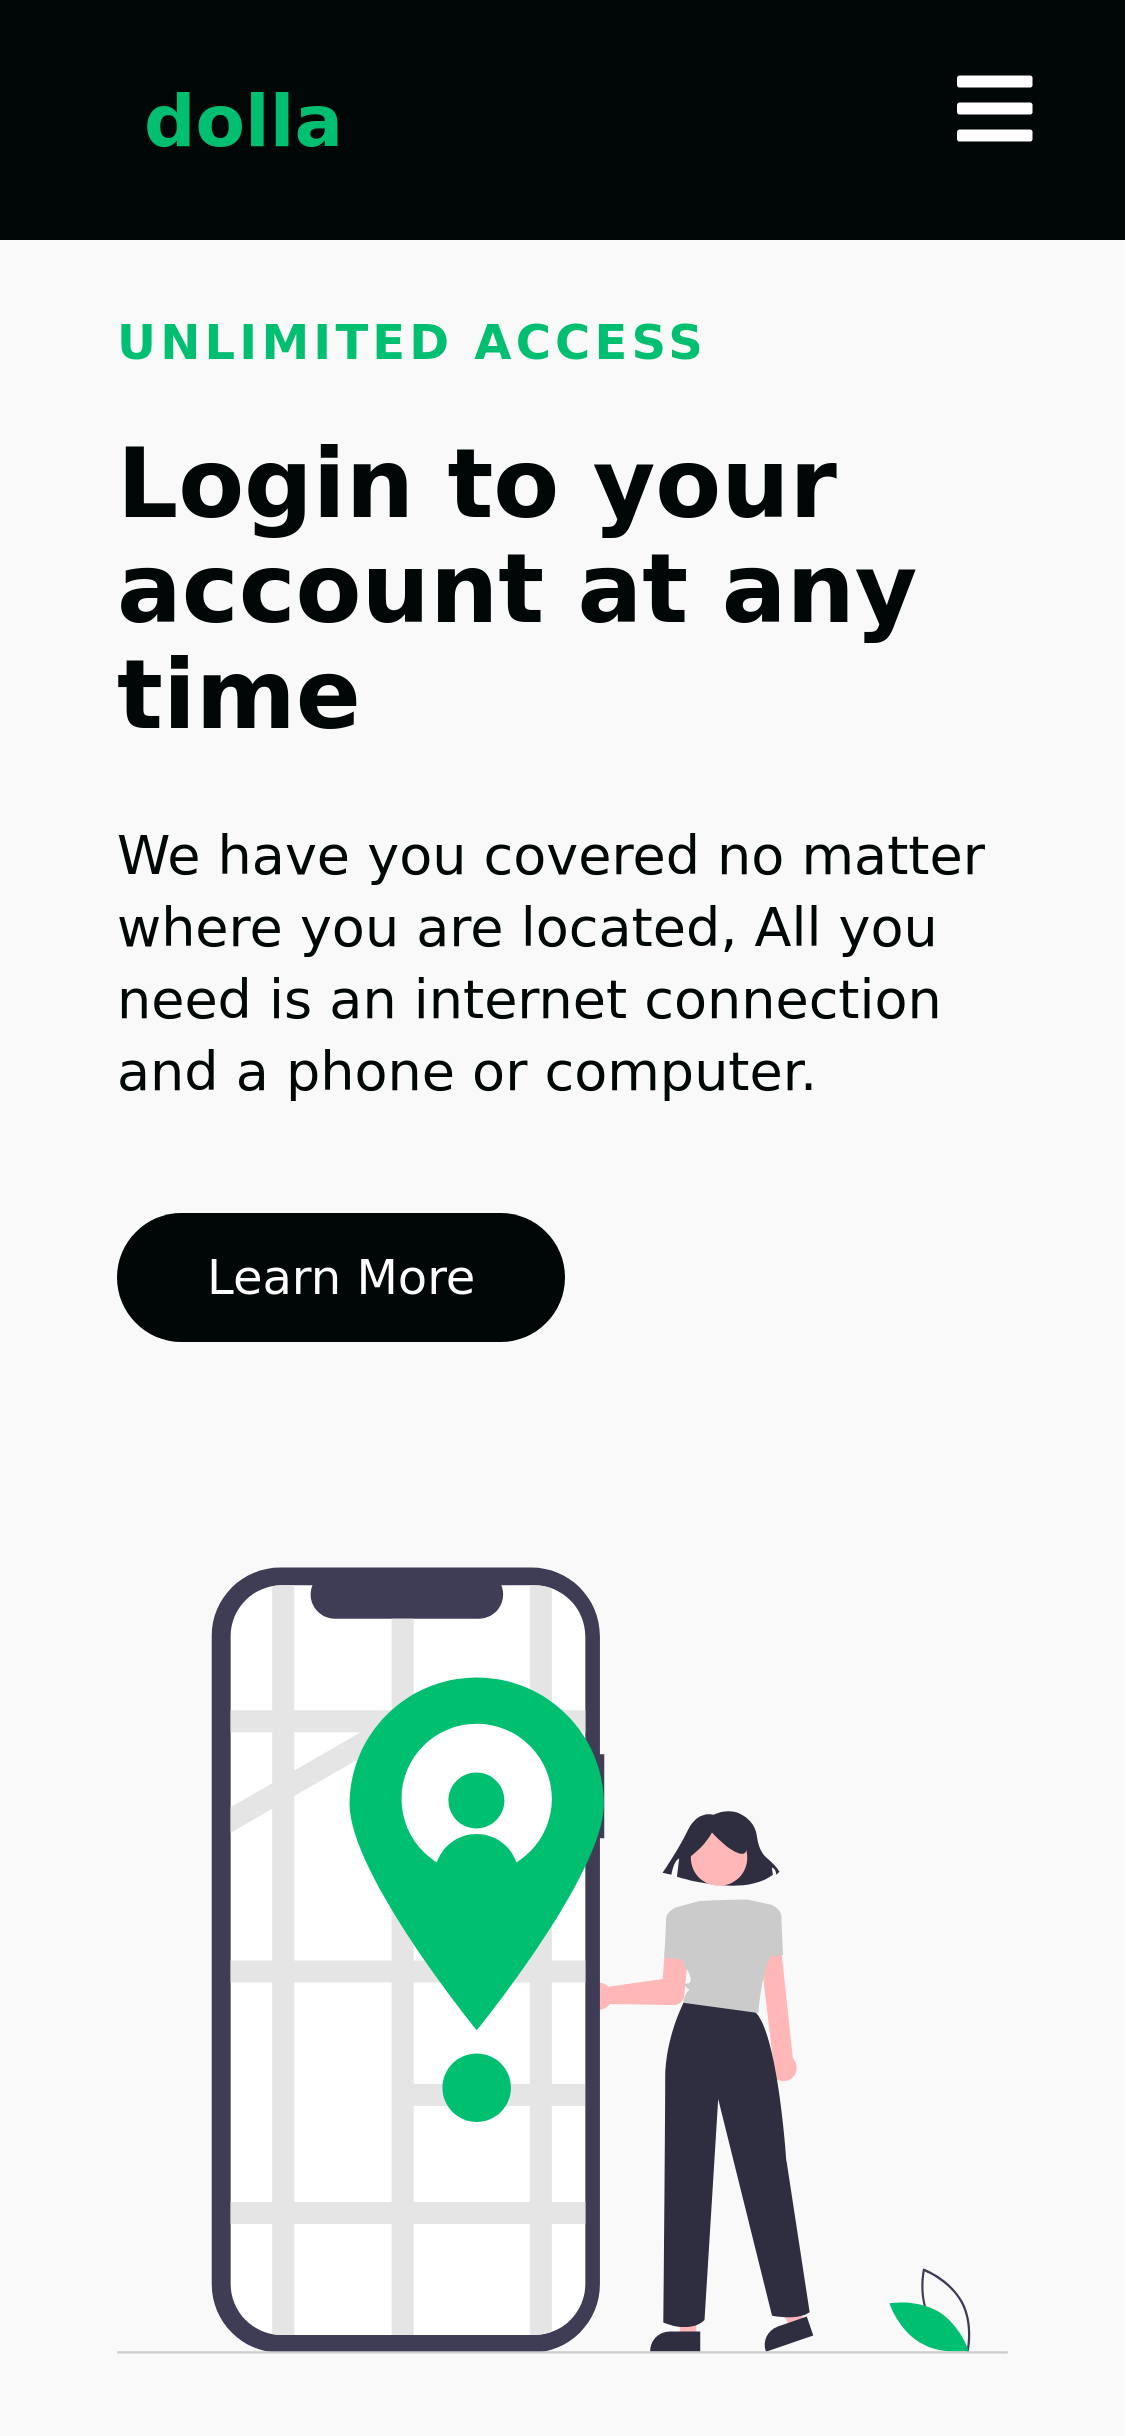 dolla
UNLIMITED ACCESS
Login to your
account at any
time
We have you covered no matter
where you are located, All you
need is an internet connection
and a phone or computer.
Learn More